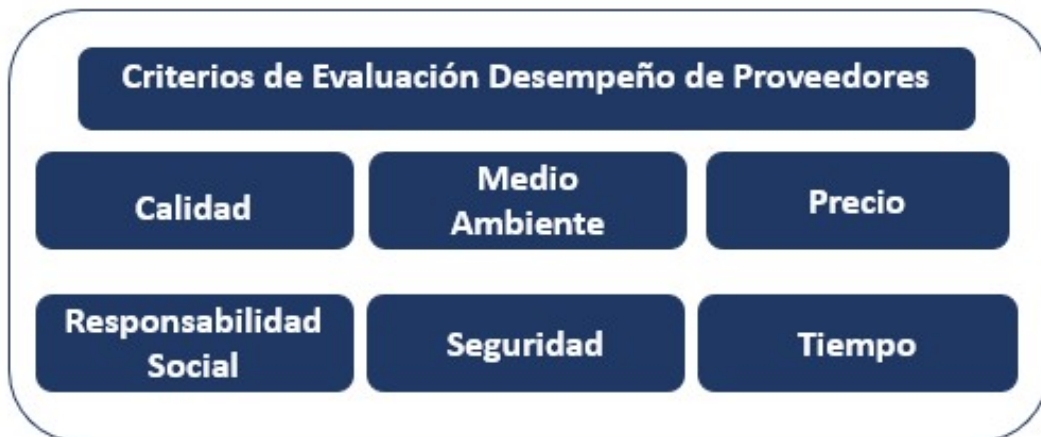 Criterios de Evaluación Desempeño de Proveedores
Calidad
Medio
Ambiente
Precio
Responsabilidad
Social
Seguridad
Tiempo